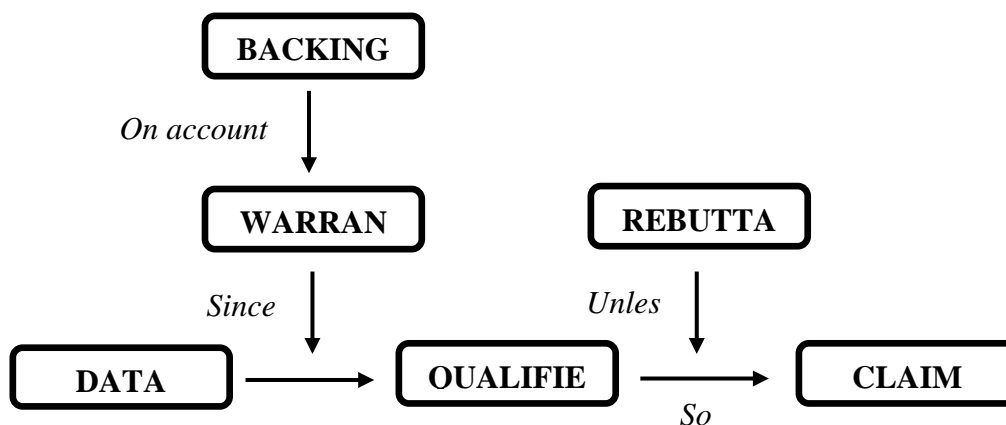 BACKING
On account
WARRAN
REBUTTA
Since
Unles
DATA
OUALIFIE
CLAIM
So